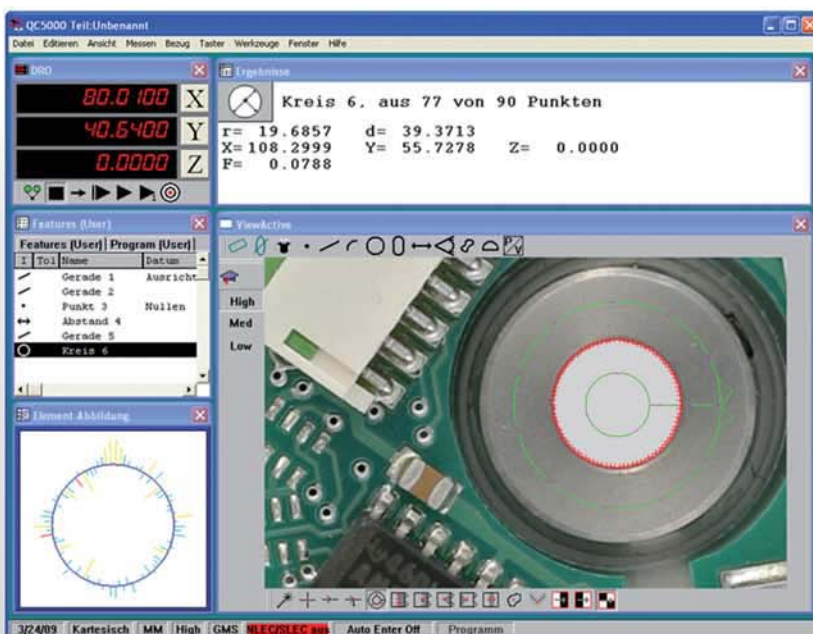 QC5000 Teil:Unbenannt
Datei Editieren Ansicht Messen Bezug Taster Werkzeuge Fenster Hilfe
DRO
80.0100 X
40.6400 Y
0.0000 Z
Ergebnisse
Kreis 6, aus 77 von 90 Punkten
r= 19.6857 d= 39.3713
X=108.2999 Y= 55.7278 Z= 0.0000
F= 0.0788
Features (User)
Features (User) Program (User)
I Tol Name Datum
Gerade 1 Ausricht
Gerade 2
Punkt 3 Nullen
Abstand 4
Gerade 5
Kreis 6
Element Abbildung
ViewActive
High
Med
Low
3/24/09 Kartesisch MM High GMS NLEC/SLEC aus Auto Enter Off Programm